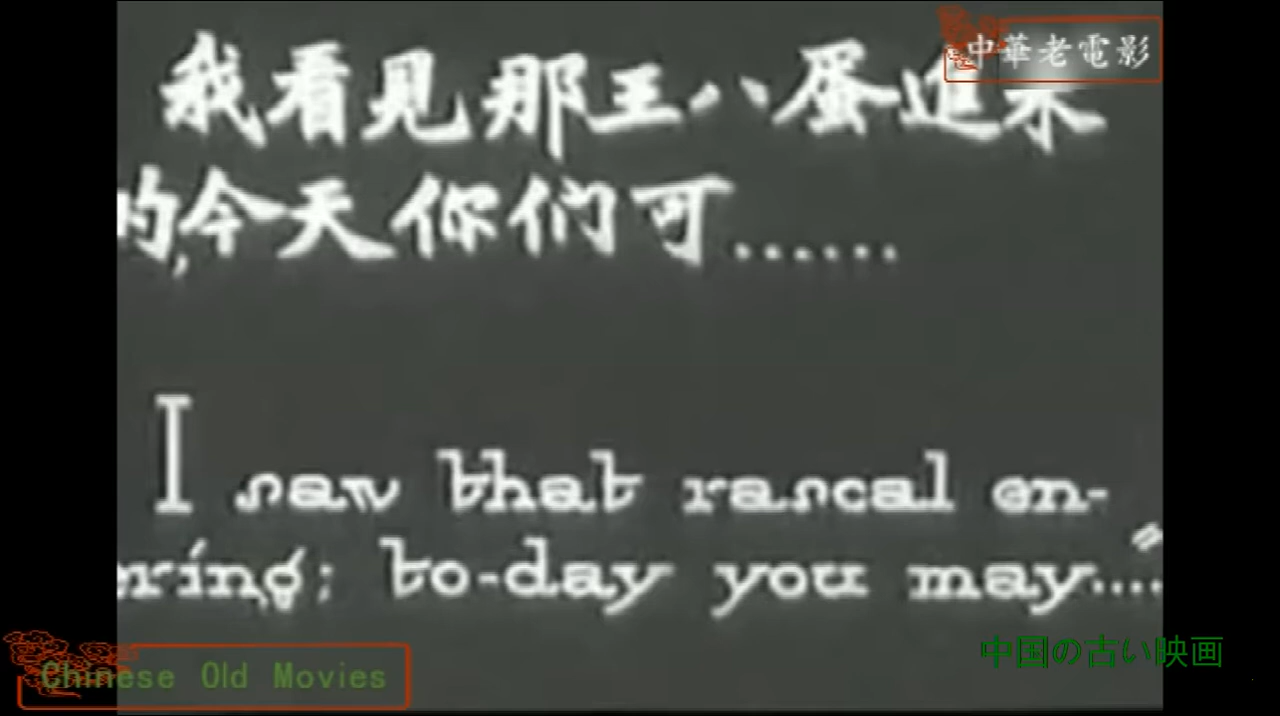 中華老電影
我看見那王八蛋進來
的,今天你们可......
I saw that rascal en-
ering; to-day you may....
Chinese Old Movies
中国の古い映画